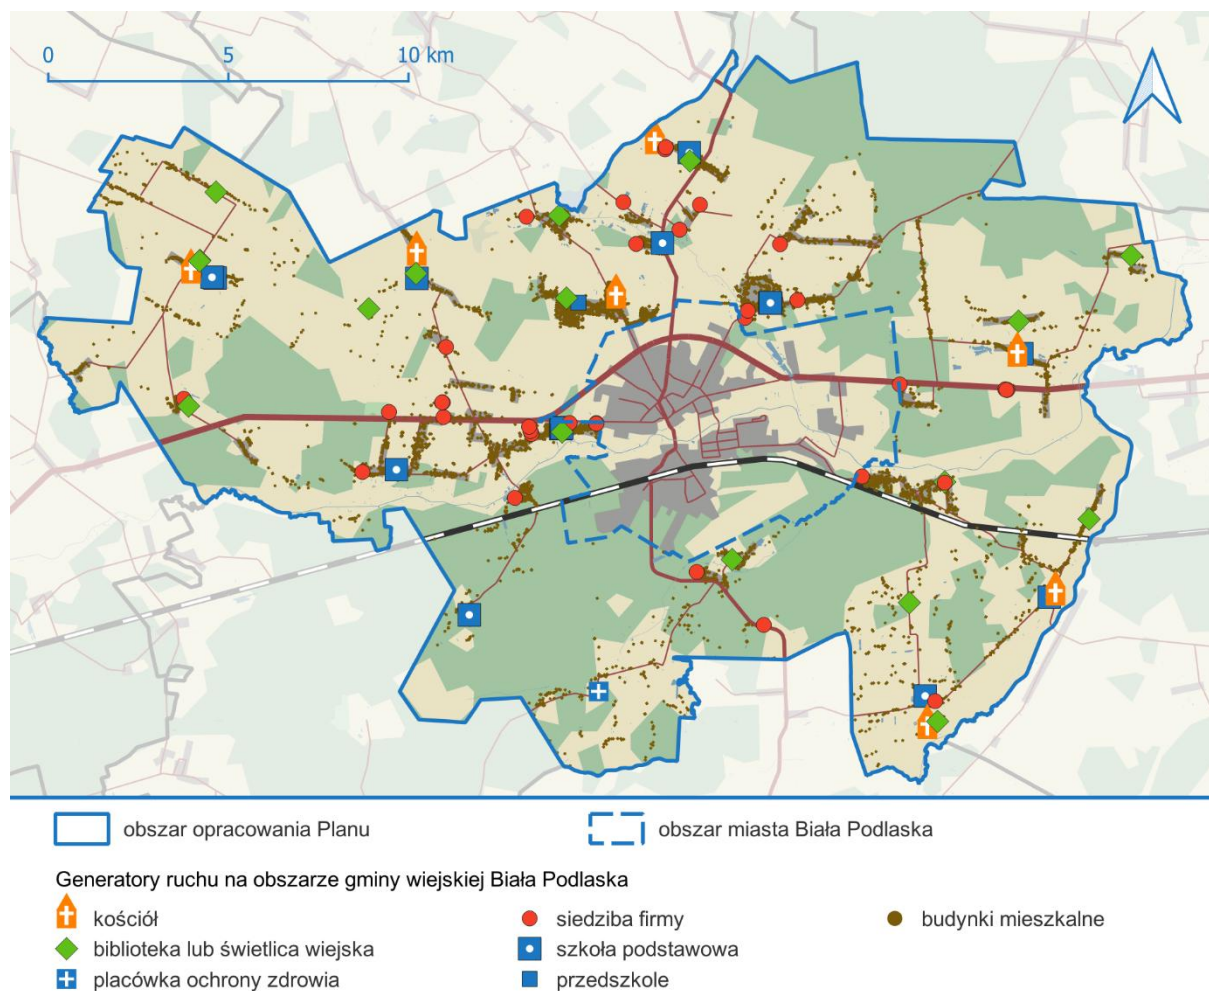 0 5 10 km
obszar opracowania Planu
obszar miasta Biała Podlaska
Generatory ruchu na obszarze gminy wiejskiej Biała Podlaska
kościół
siedziba firmy
budynki mieszkalne
biblioteka lub świetlica wiejska
szkoła podstawowa
placówka ochrony zdrowia
przedszkole